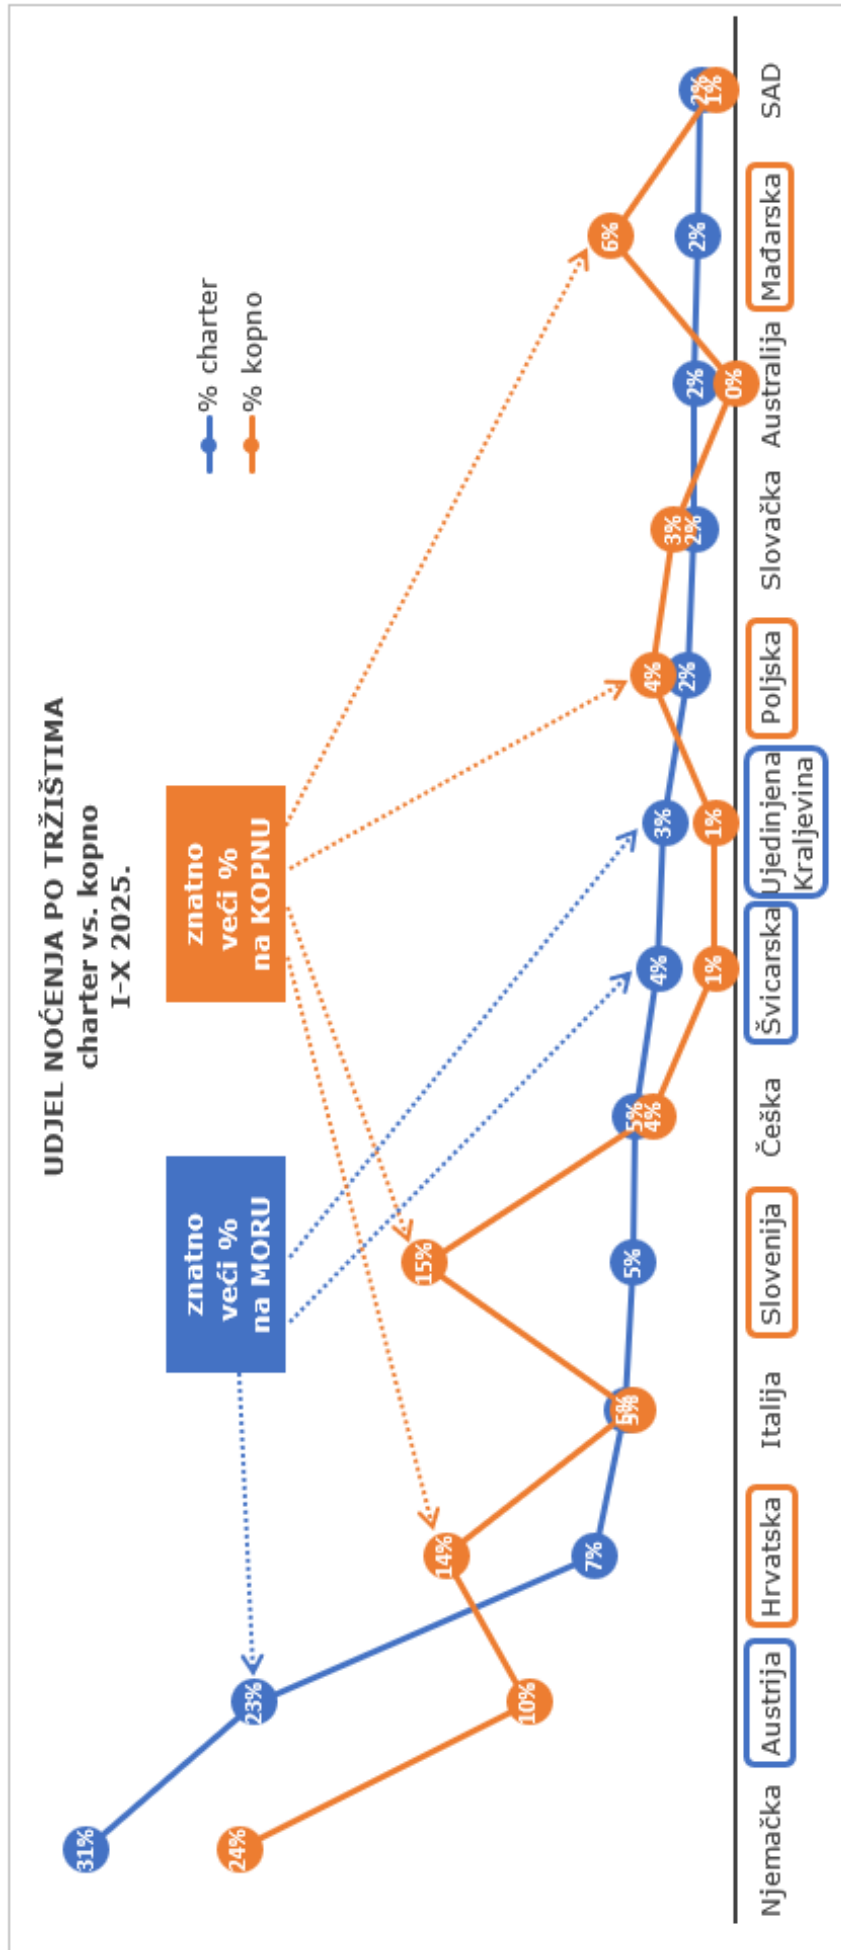 UDJEL NOĆENJA PO TRŽIŠTIMA
charter vs. kopno
I-X 2025.
znatno
veći %
na MORU
znatno
veći %
na KOPNU
% charter
% kopno
31%
23%
7%
5%
5%
5%
4%
3%
2%
2%
2%
2%
2%
24%
10%
14%
5%
15%
4%
1%
1%
4%
3%
0%
6%
1%
Njemačka
Austrija
Hrvatska
Italija
Slovenija
Češka
Švicarska
Ujedinjena
Kraljevina
Poljska
Slovačka
Australija
Mađarska
SAD